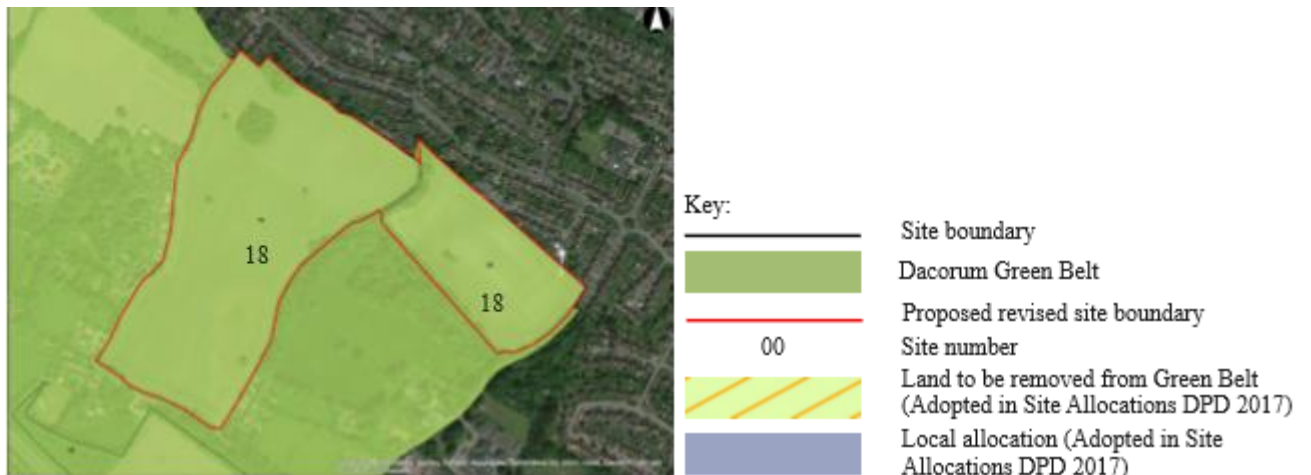 18
18
Key:
Site boundary
Dacorum Green Belt
Proposed revised site boundary
00 Site number
Land to be removed from Green Belt
(Adopted in Site Allocations DPD 2017)
Local allocation (Adopted in Site
Allocations DPD 2017)